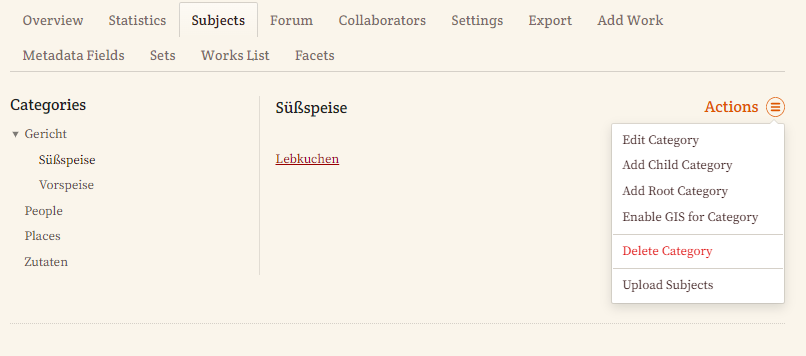 Overview Statistics Subjects Forum Collaborators Settings Export Add Work
Metadata Fields Sets Works List Facets
Categories
Gericht
Süßspeise
Vorspeise
People
Places
Zutaten
Süßspeise
Lebkuchen
Actions
Edit Category
Add Child Category
Add Root Category
Enable GIS for Category
Delete Category
Upload Subjects